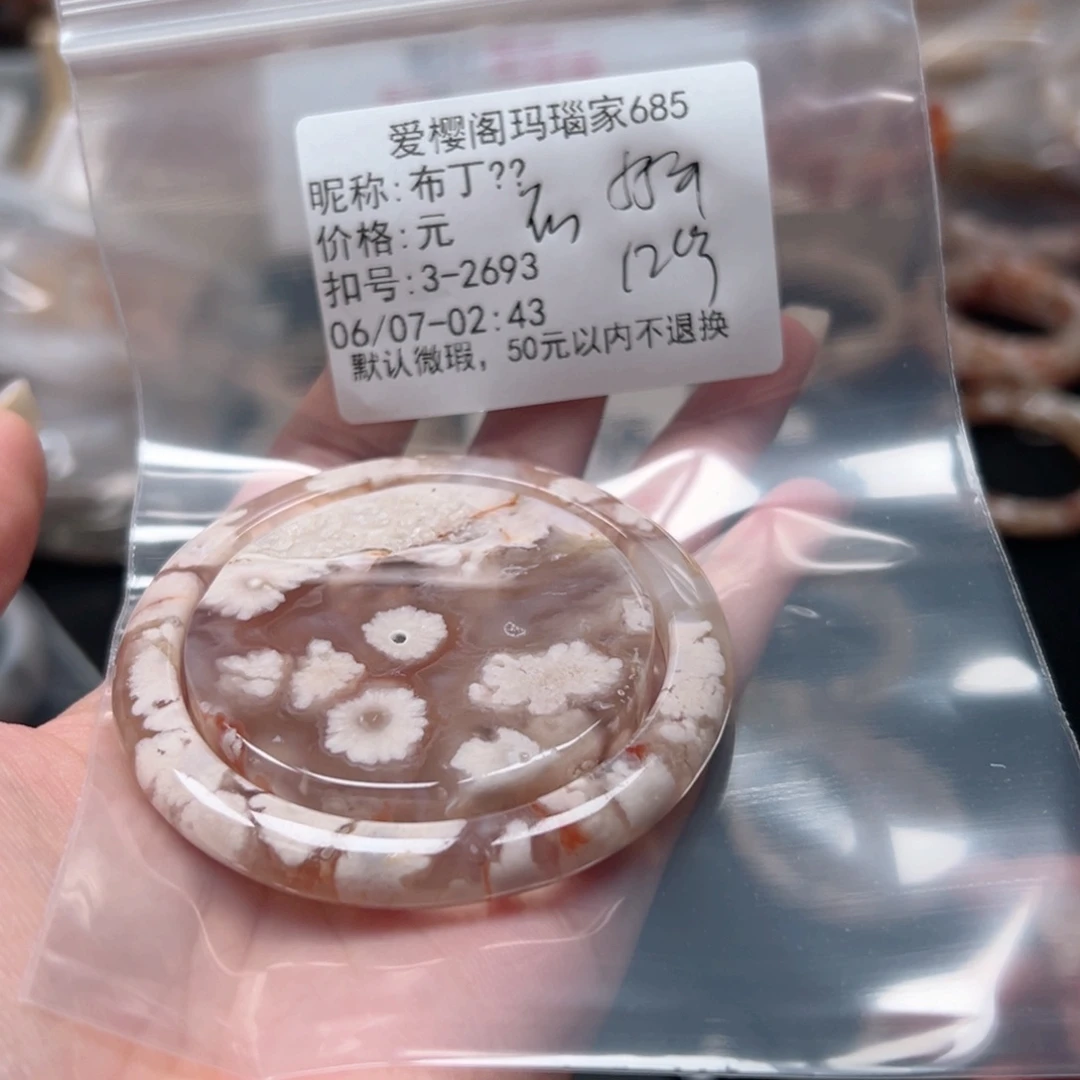 爱樱阁玛瑙家685
昵称:布丁??
价格:元
扣号:3-2693
06/07-02:43
默认微瑕，50元以内不退换